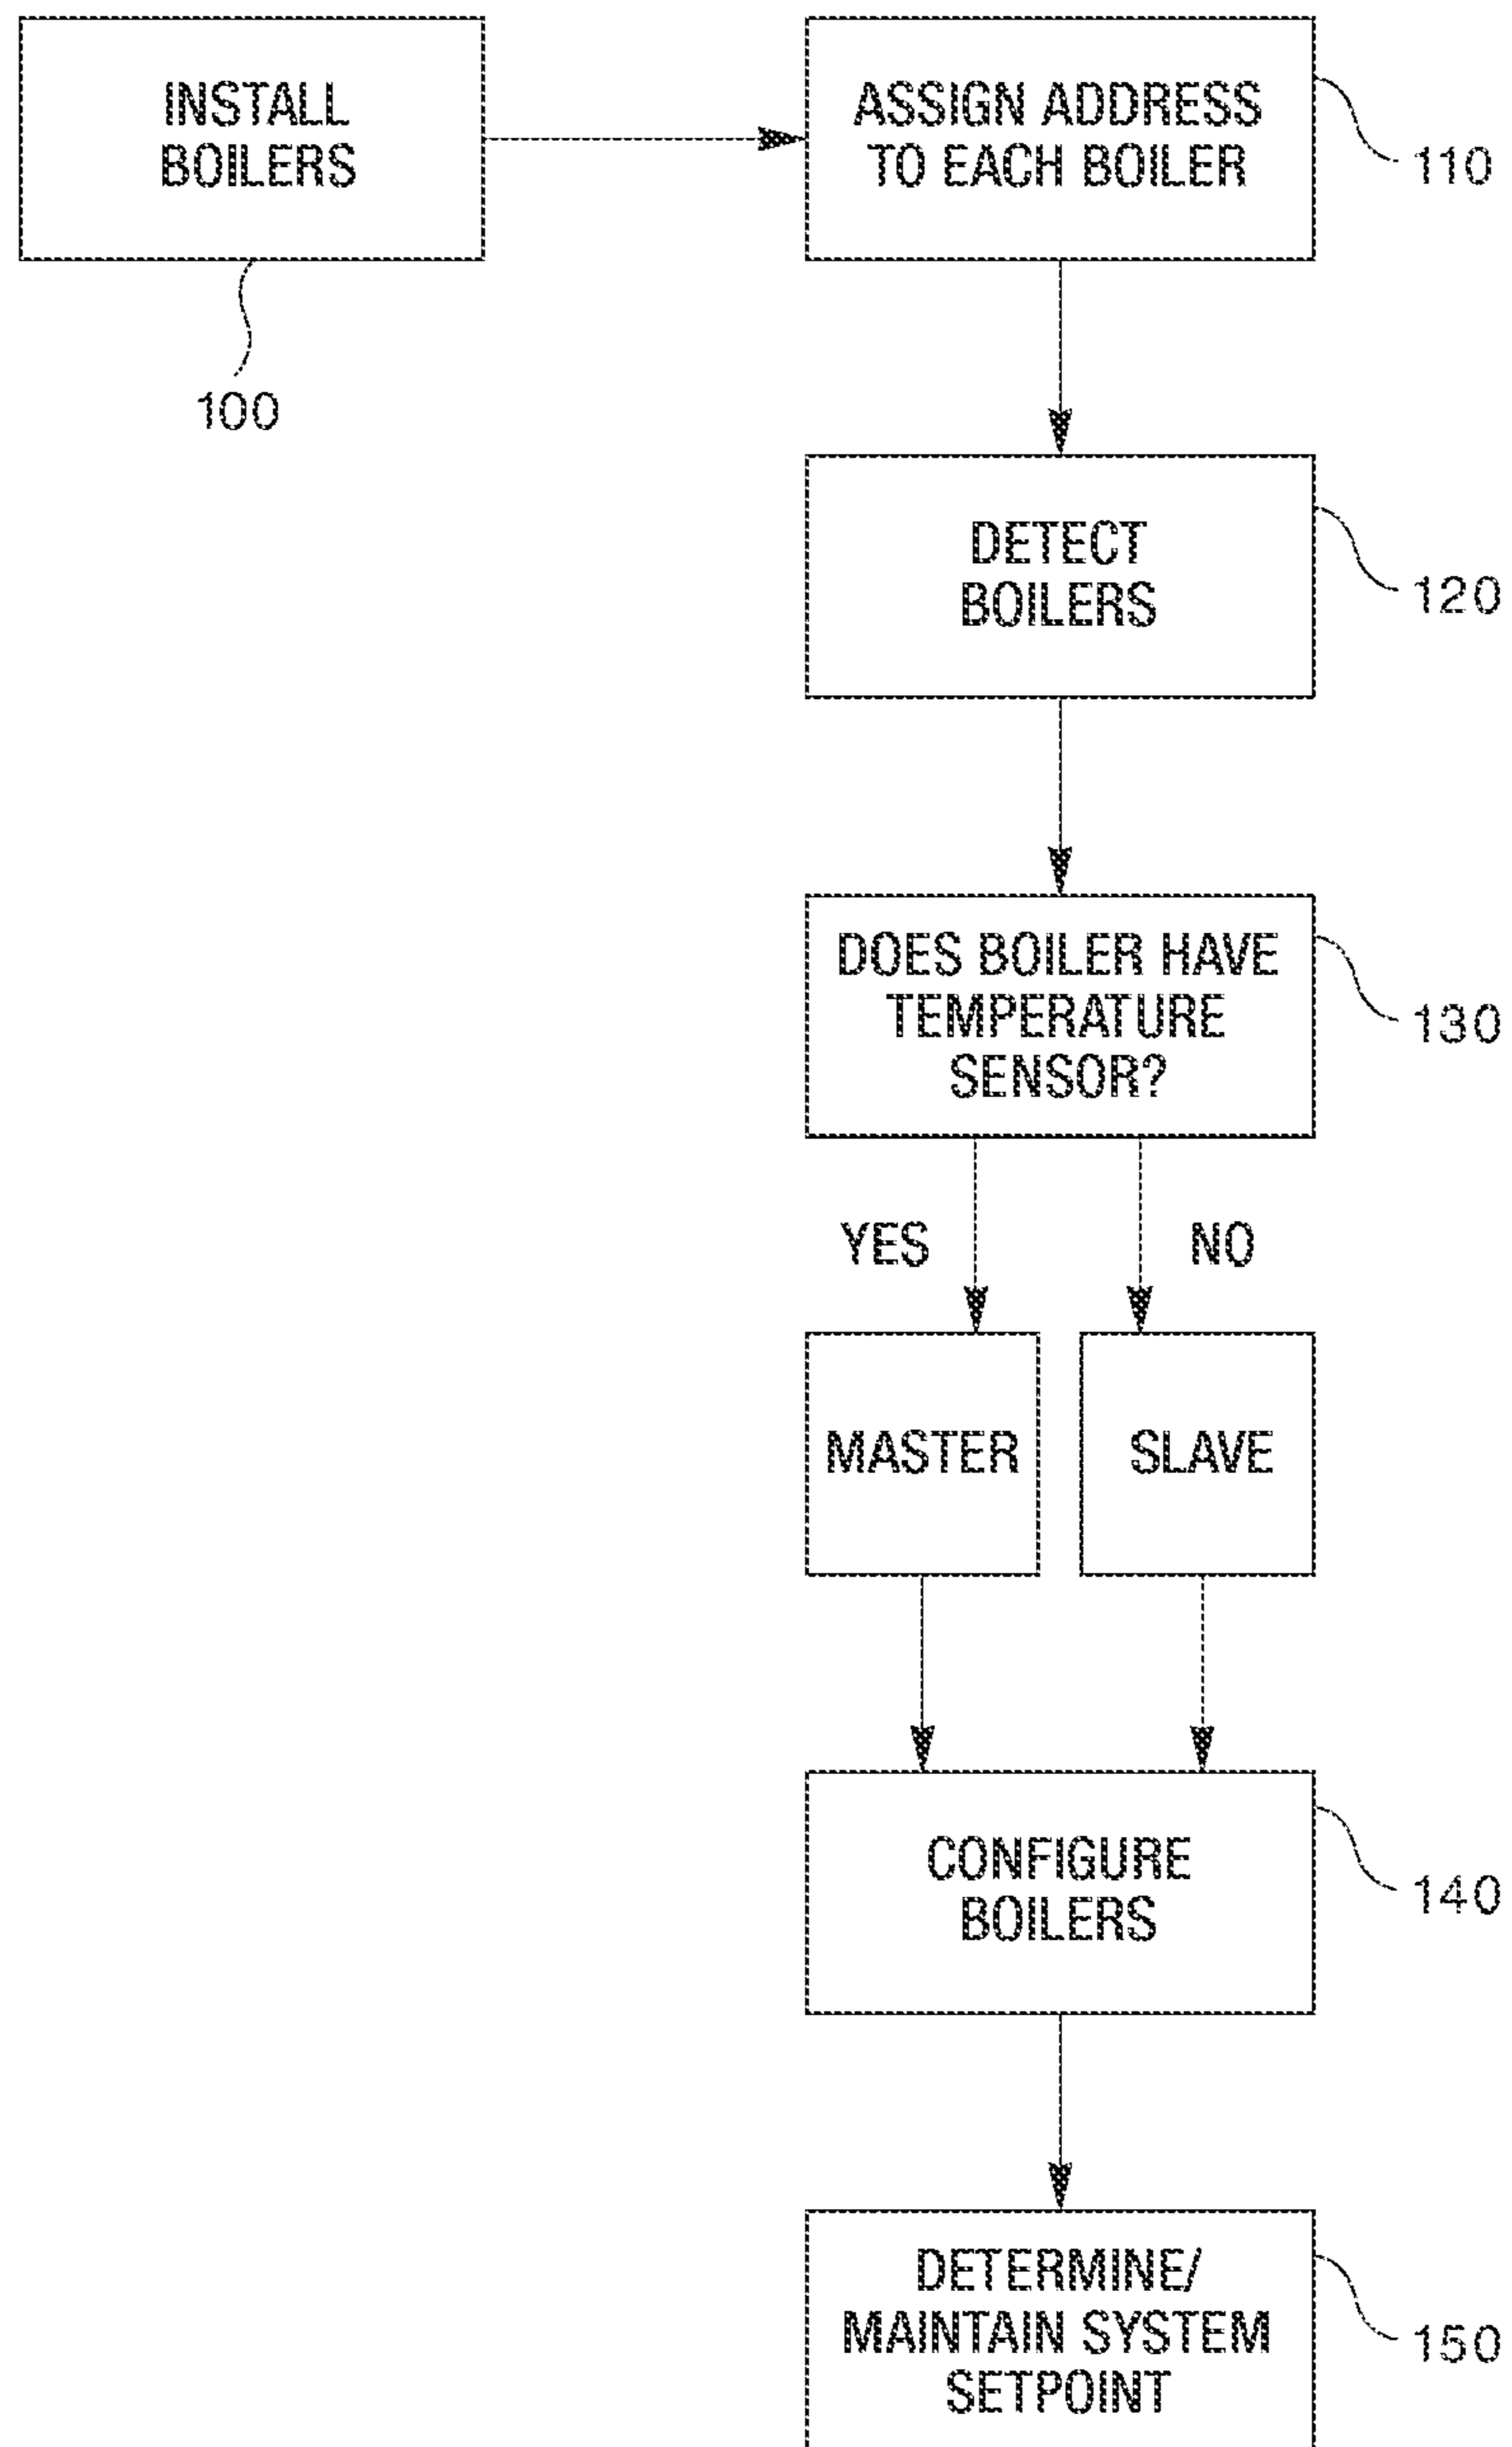 INSTALL
BOILERS
100
ASSIGN ADDRESS
TO EACH BOILER
110
DETECT
BOILERS
120
DOES BOILER HAVE
TEMPERATURE
SENSOR?
130
YES
NO
MASTER
SLAVE
CONFIGURE
BOILERS
140
DETERMINE/
MAINTAIN SYSTEM
SETPOINT
150